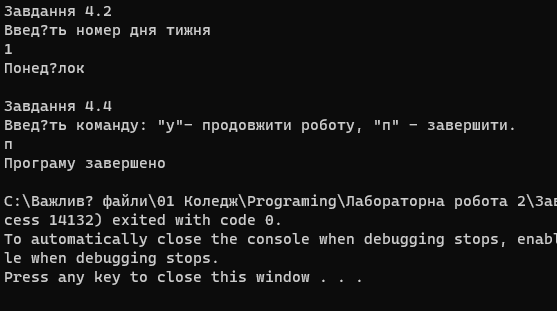 Завдання 4.2
Введ?ть номер дня тижня
1
Понед?лок
Завдання 4.4
Введ?ть команду: "у"– продовжити роботу, "п" – завершити.
п
Програму завершено
C:\Важлив? файли\01 Коледж\Programing\Лабораторна робота 2\Зав
cess 14132) exited with code 0.
To automatically close the console when debugging stops, enabl
le when debugging stops.
Press any key to close this window . . .